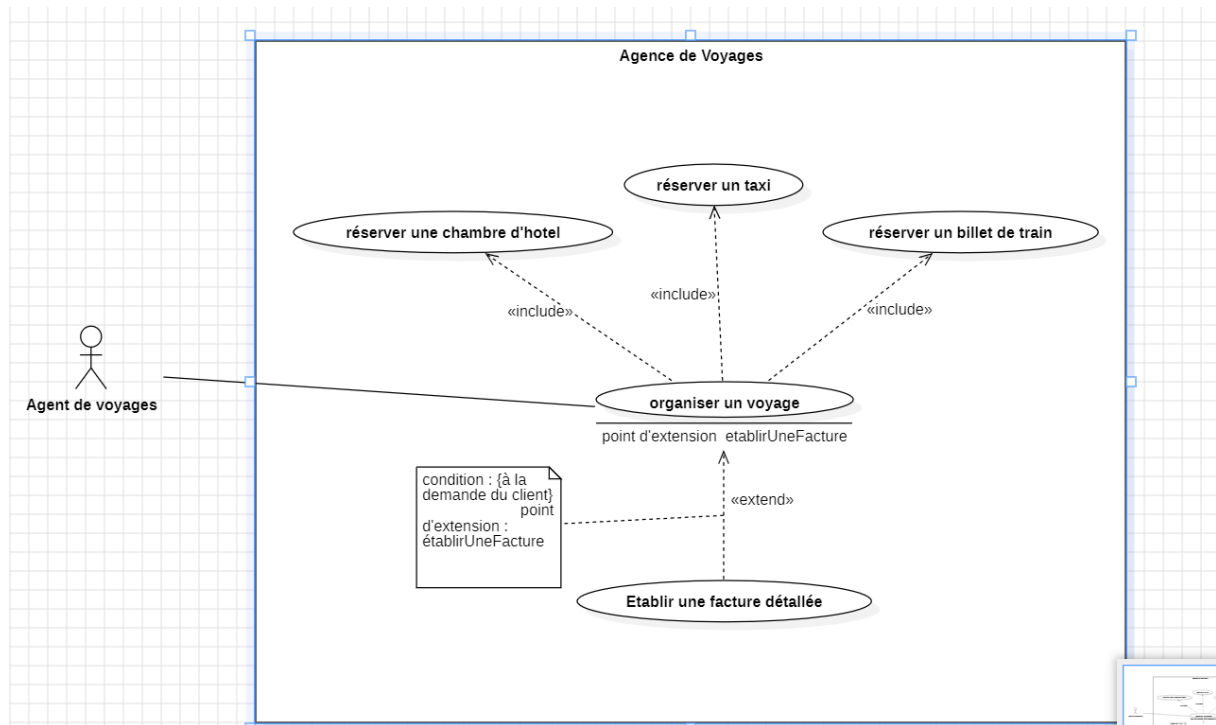 Agence de Voyages
réserver un taxi
réserver une chambre d'hotel
réserver un billet de train
«include»
«include»
«include»
Agent de voyages
organiser un voyage
point d'extension etablirUneFacture
condition : {à la
demande du client}
point
d'extension :
établirUneFacture
«extend»
Etablir une facture détallée